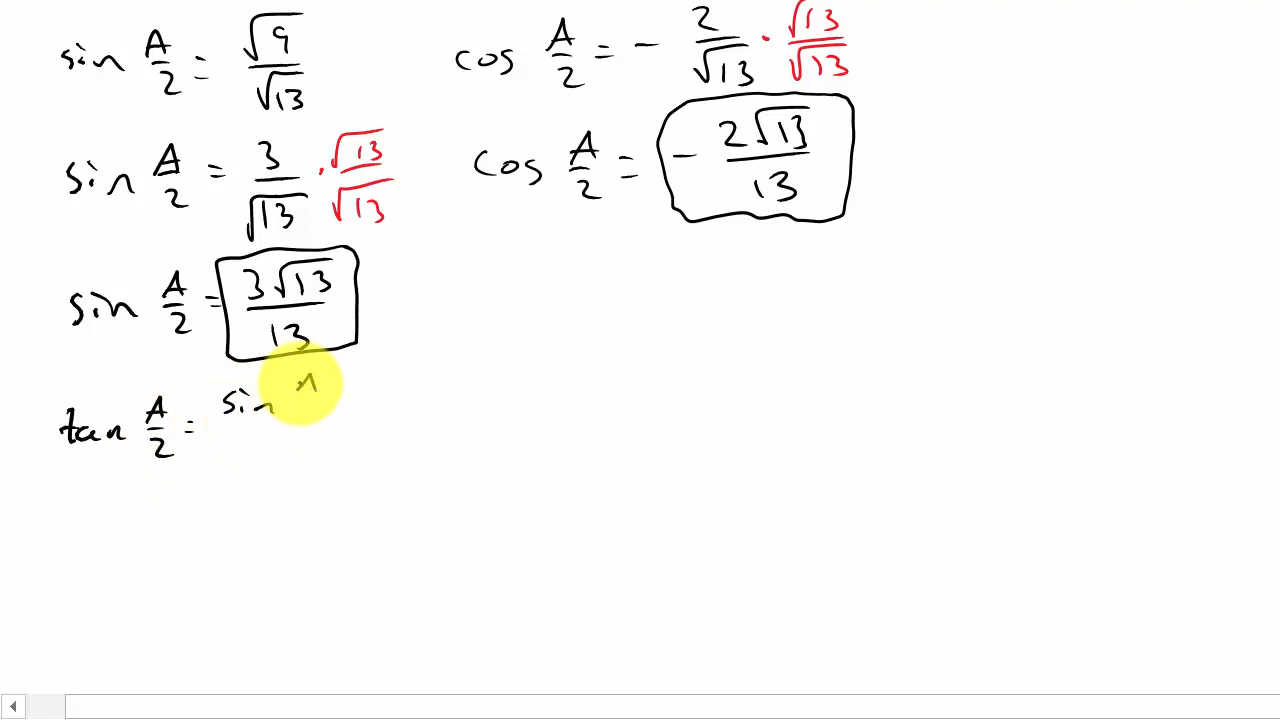 sin A/2 = √9/√13
sin A/2 = 3/√13 · √13/√13
sin A/2 = 3√13/13
tan A/2 = sin
cos A/2 = - 2/√13 · √13/√13
cos A/2 = - 2√13/13